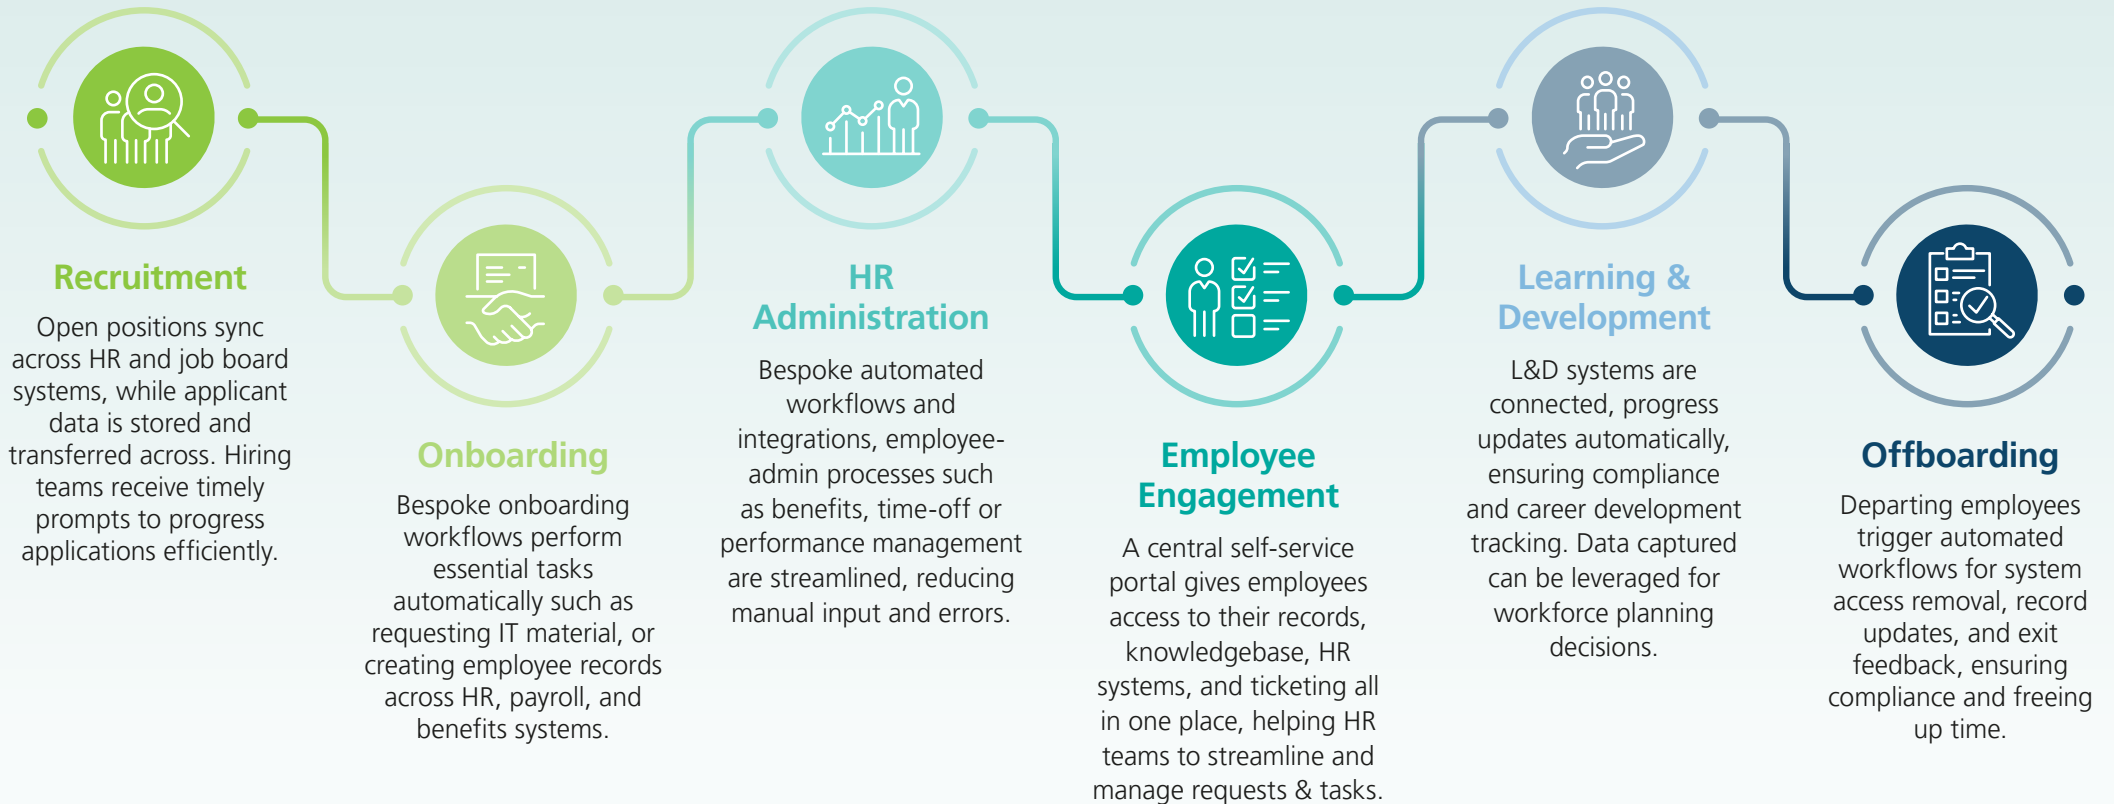 Recruitment
Open positions sync
across HR and job board
systems, while applicant
data is stored and
transferred across. Hiring
teams receive timely
prompts to progress
applications efficiently.
Onboarding
Bespoke onboarding
workflows perform
essential tasks
automatically such as
requesting IT material, or
creating employee records
across HR, payroll, and
benefits systems.
HR
Administration
Bespoke automated
workflows and
integrations, employee-
admin processes such
as benefits, time-off or
performance management
are streamlined, reducing
manual input and errors.
Employee
Engagement
A central self-service
portal gives employees
access to their records,
knowledgebase, HR
systems, and ticketing all
in one place, helping HR
teams to streamline and
manage requests & tasks.
Learning &
Development
L&D systems are
connected, progress
updates automatically,
ensuring compliance
and career development
tracking. Data captured
can be leveraged for
workforce planning
decisions.
Offboarding
Departing employees
trigger automated
workflows for system
access removal, record
updates, and exit
feedback, ensuring
compliance and freeing
up time.